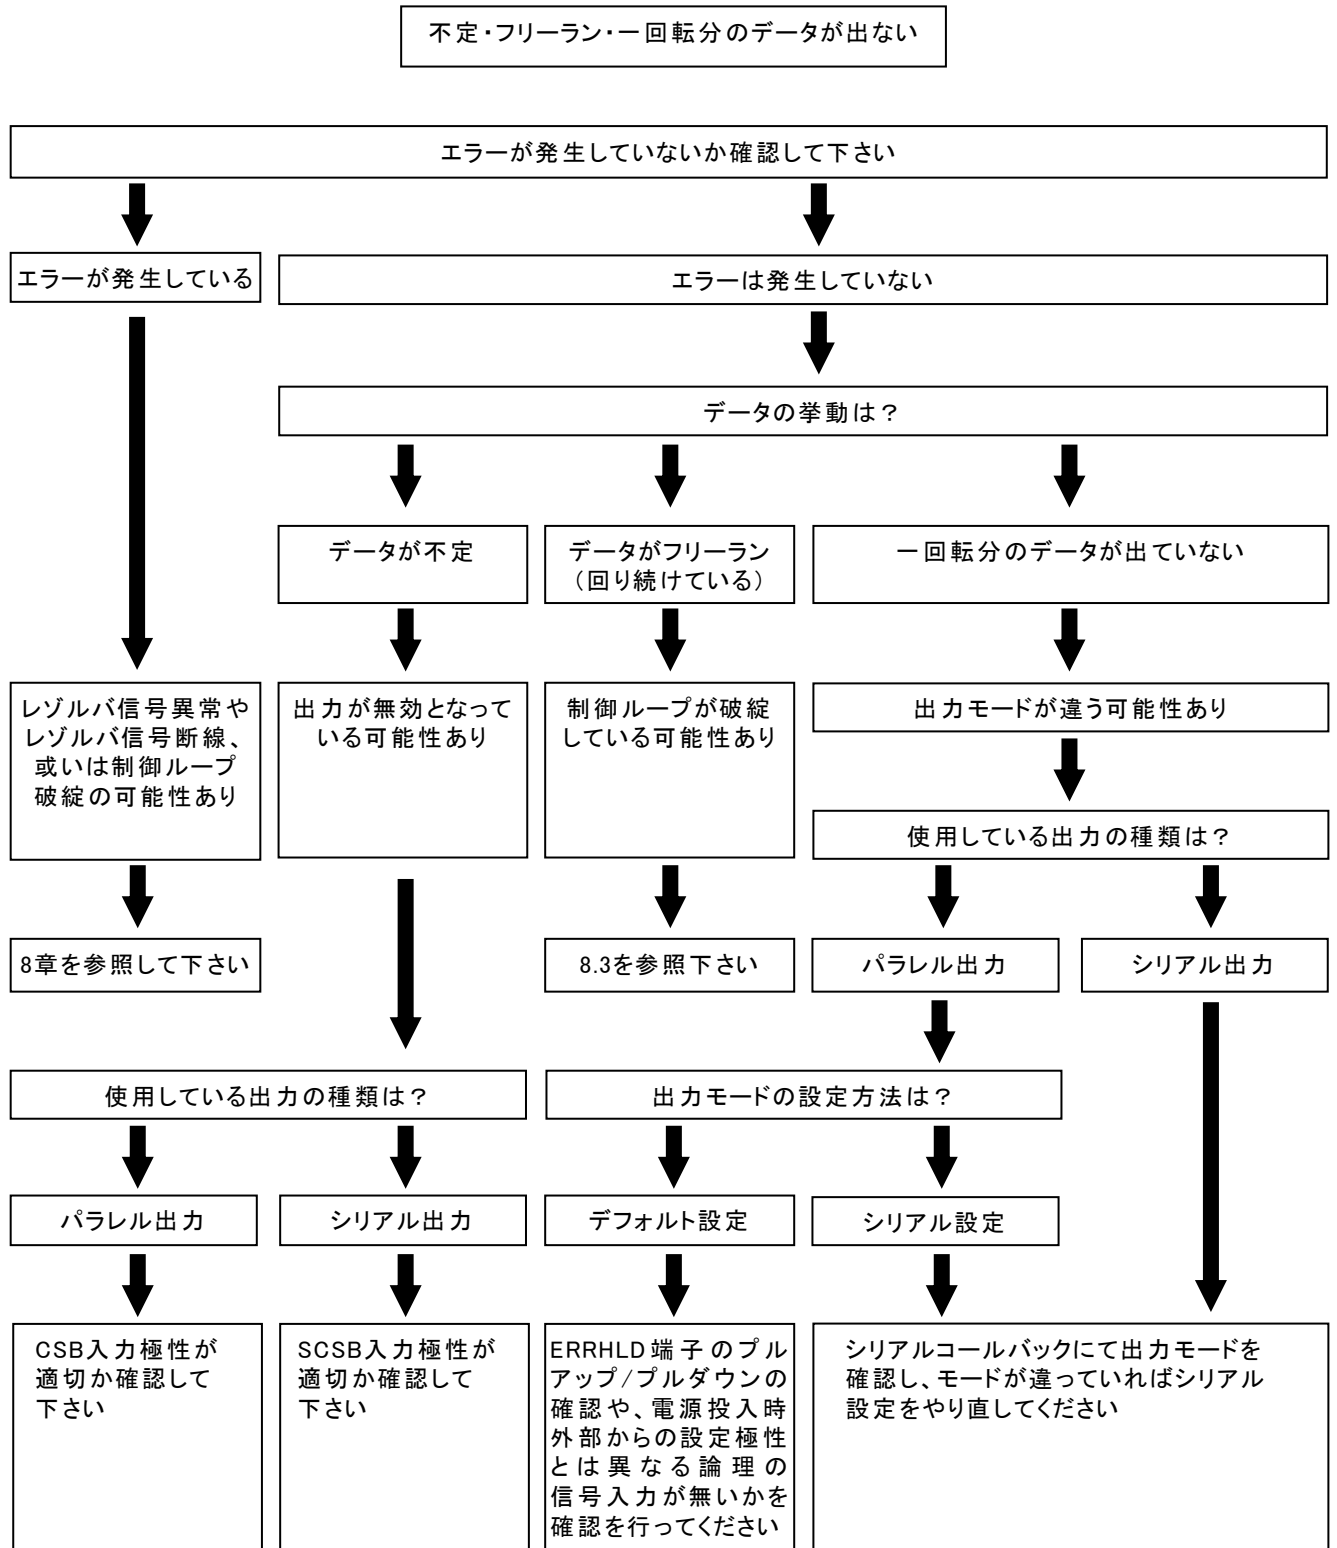 不定・フリーラン・一回転分のデータが出ない
エラーが発生していないか確認して下さい
エラーが発生している
エラーは発生していない
データの挙動は？
データが不定
データがフリーラン
（回り続けている）
一回転分のデータが出ていない
レゾルバ信号異常や
レゾルバ信号断線、
或いは制御ループ
破綻の可能性あり
出力が無効となって
いる可能性あり
制御ループが破綻
している可能性あり
出力モードが違う可能性あり
使用している出力の種類は？
8章を参照して下さい
8.3を参照下さい
パラレル出力
シリアル出力
使用している出力の種類は？
出力モードの設定方法は？
パラレル出力
シリアル出力
デフォルト設定
シリアル設定
CSB入力極性が
適切か確認して
下さい
SCSB入力極性が
適切か確認して
下さい
ERRHLD端子のプル
アップ/プルダウンの
確認や、電源投入時
外部からの設定極性
とは異なる論理の
信号入力が無いかを
確認を行ってください
シリアルコールバックにて出力モードを
確認し、モードが違っていればシリアル
設定をやり直してください